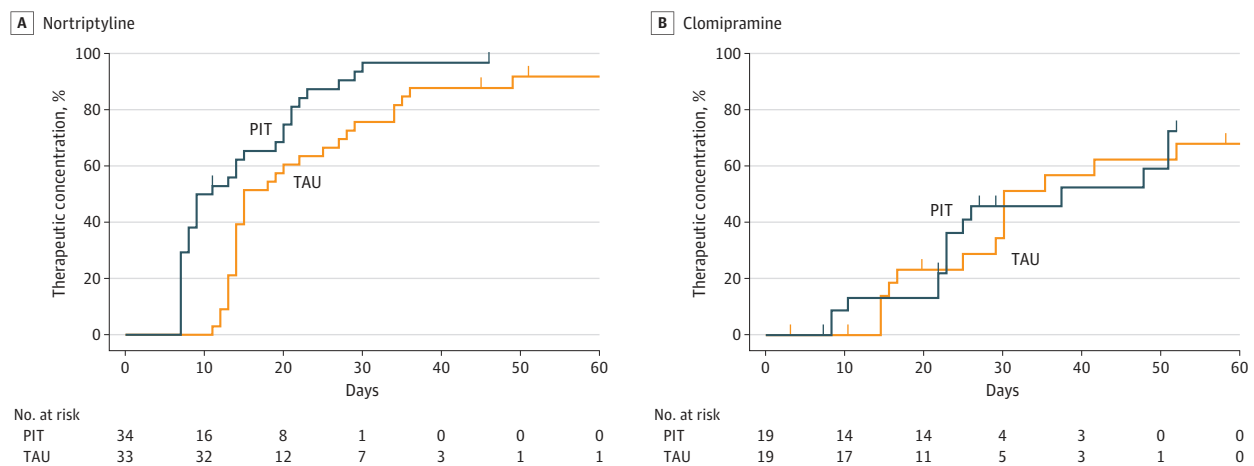 A Nortriptyline
100
80
60
40
20
0
Therapeutic concentration, %
PIT
TAU
0 10 20 30 40 50 60
Days
No. at risk
PIT 34 16 8 1 0 0 0
TAU 33 32 12 7 3 1 1
B Clomipramine
100
80
60
40
20
0
Therapeutic concentration, %
PIT
TAU
0 10 20 30 40 50 60
Days
No. at risk
PIT 19 14 14 4 3 0 0
TAU 19 17 11 5 3 1 0